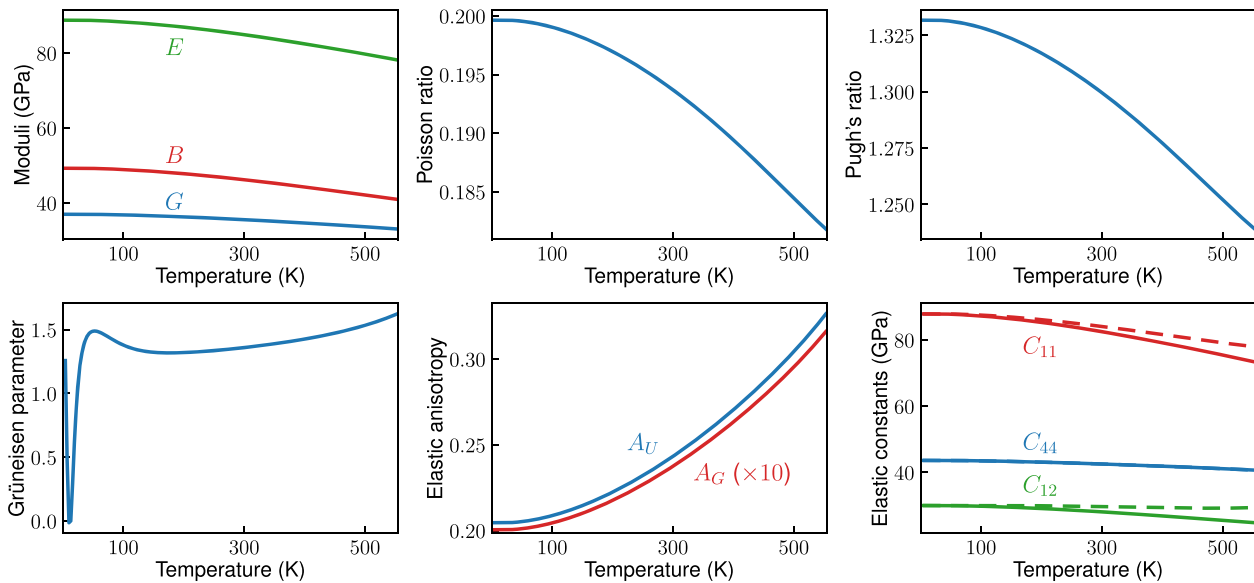 Moduli (GPa)
80
60
40
E
B
G
100 300 500
Temperature (K)
Poisson ratio
0.200
0.195
0.190
0.185
100 300 500
Temperature (K)
Pugh's ratio
1.325
1.300
1.275
1.250
100 300 500
Temperature (K)
Grüneisen parameter
1.5
1.0
0.5
0.0
100 300 500
Temperature (K)
Elastic anisotropy
0.30
0.25
0.20
A_U
A_G (×10)
100 300 500
Temperature (K)
Elastic constants (GPa)
80
60
40
C_11
C_44
C_12
100 300 500
Temperature (K)